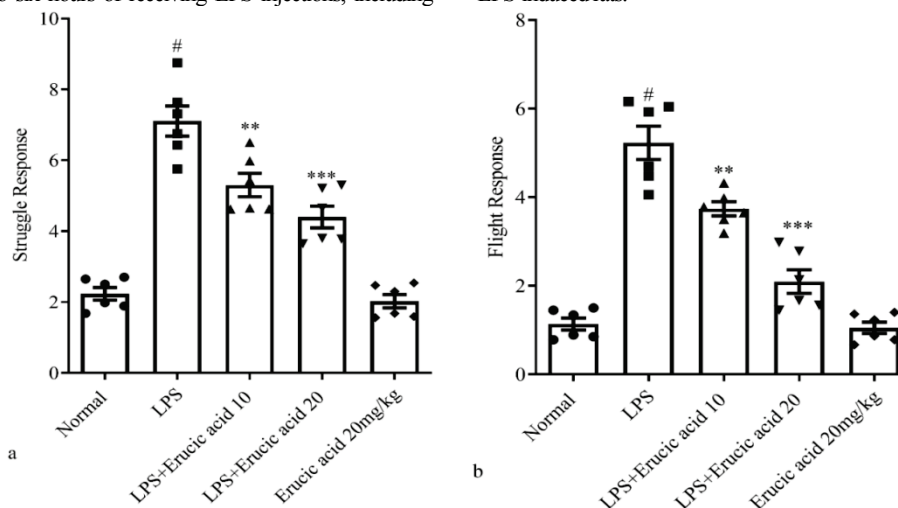 six hours of receiving LPS injections, including
LPS-induced rats.
10
8
6
4
2
0
Struggle Response
#
**
***
Normal
LPS
LPS+Erucic acid 10
LPS+Erucic acid 20
Erucic acid 20mg/kg
a
8
6
4
2
0
Flight Response
#
**
***
Normal
LPS
LPS+Erucic acid 10
LPS+Erucic acid 20
Erucic acid 20mg/kg
b